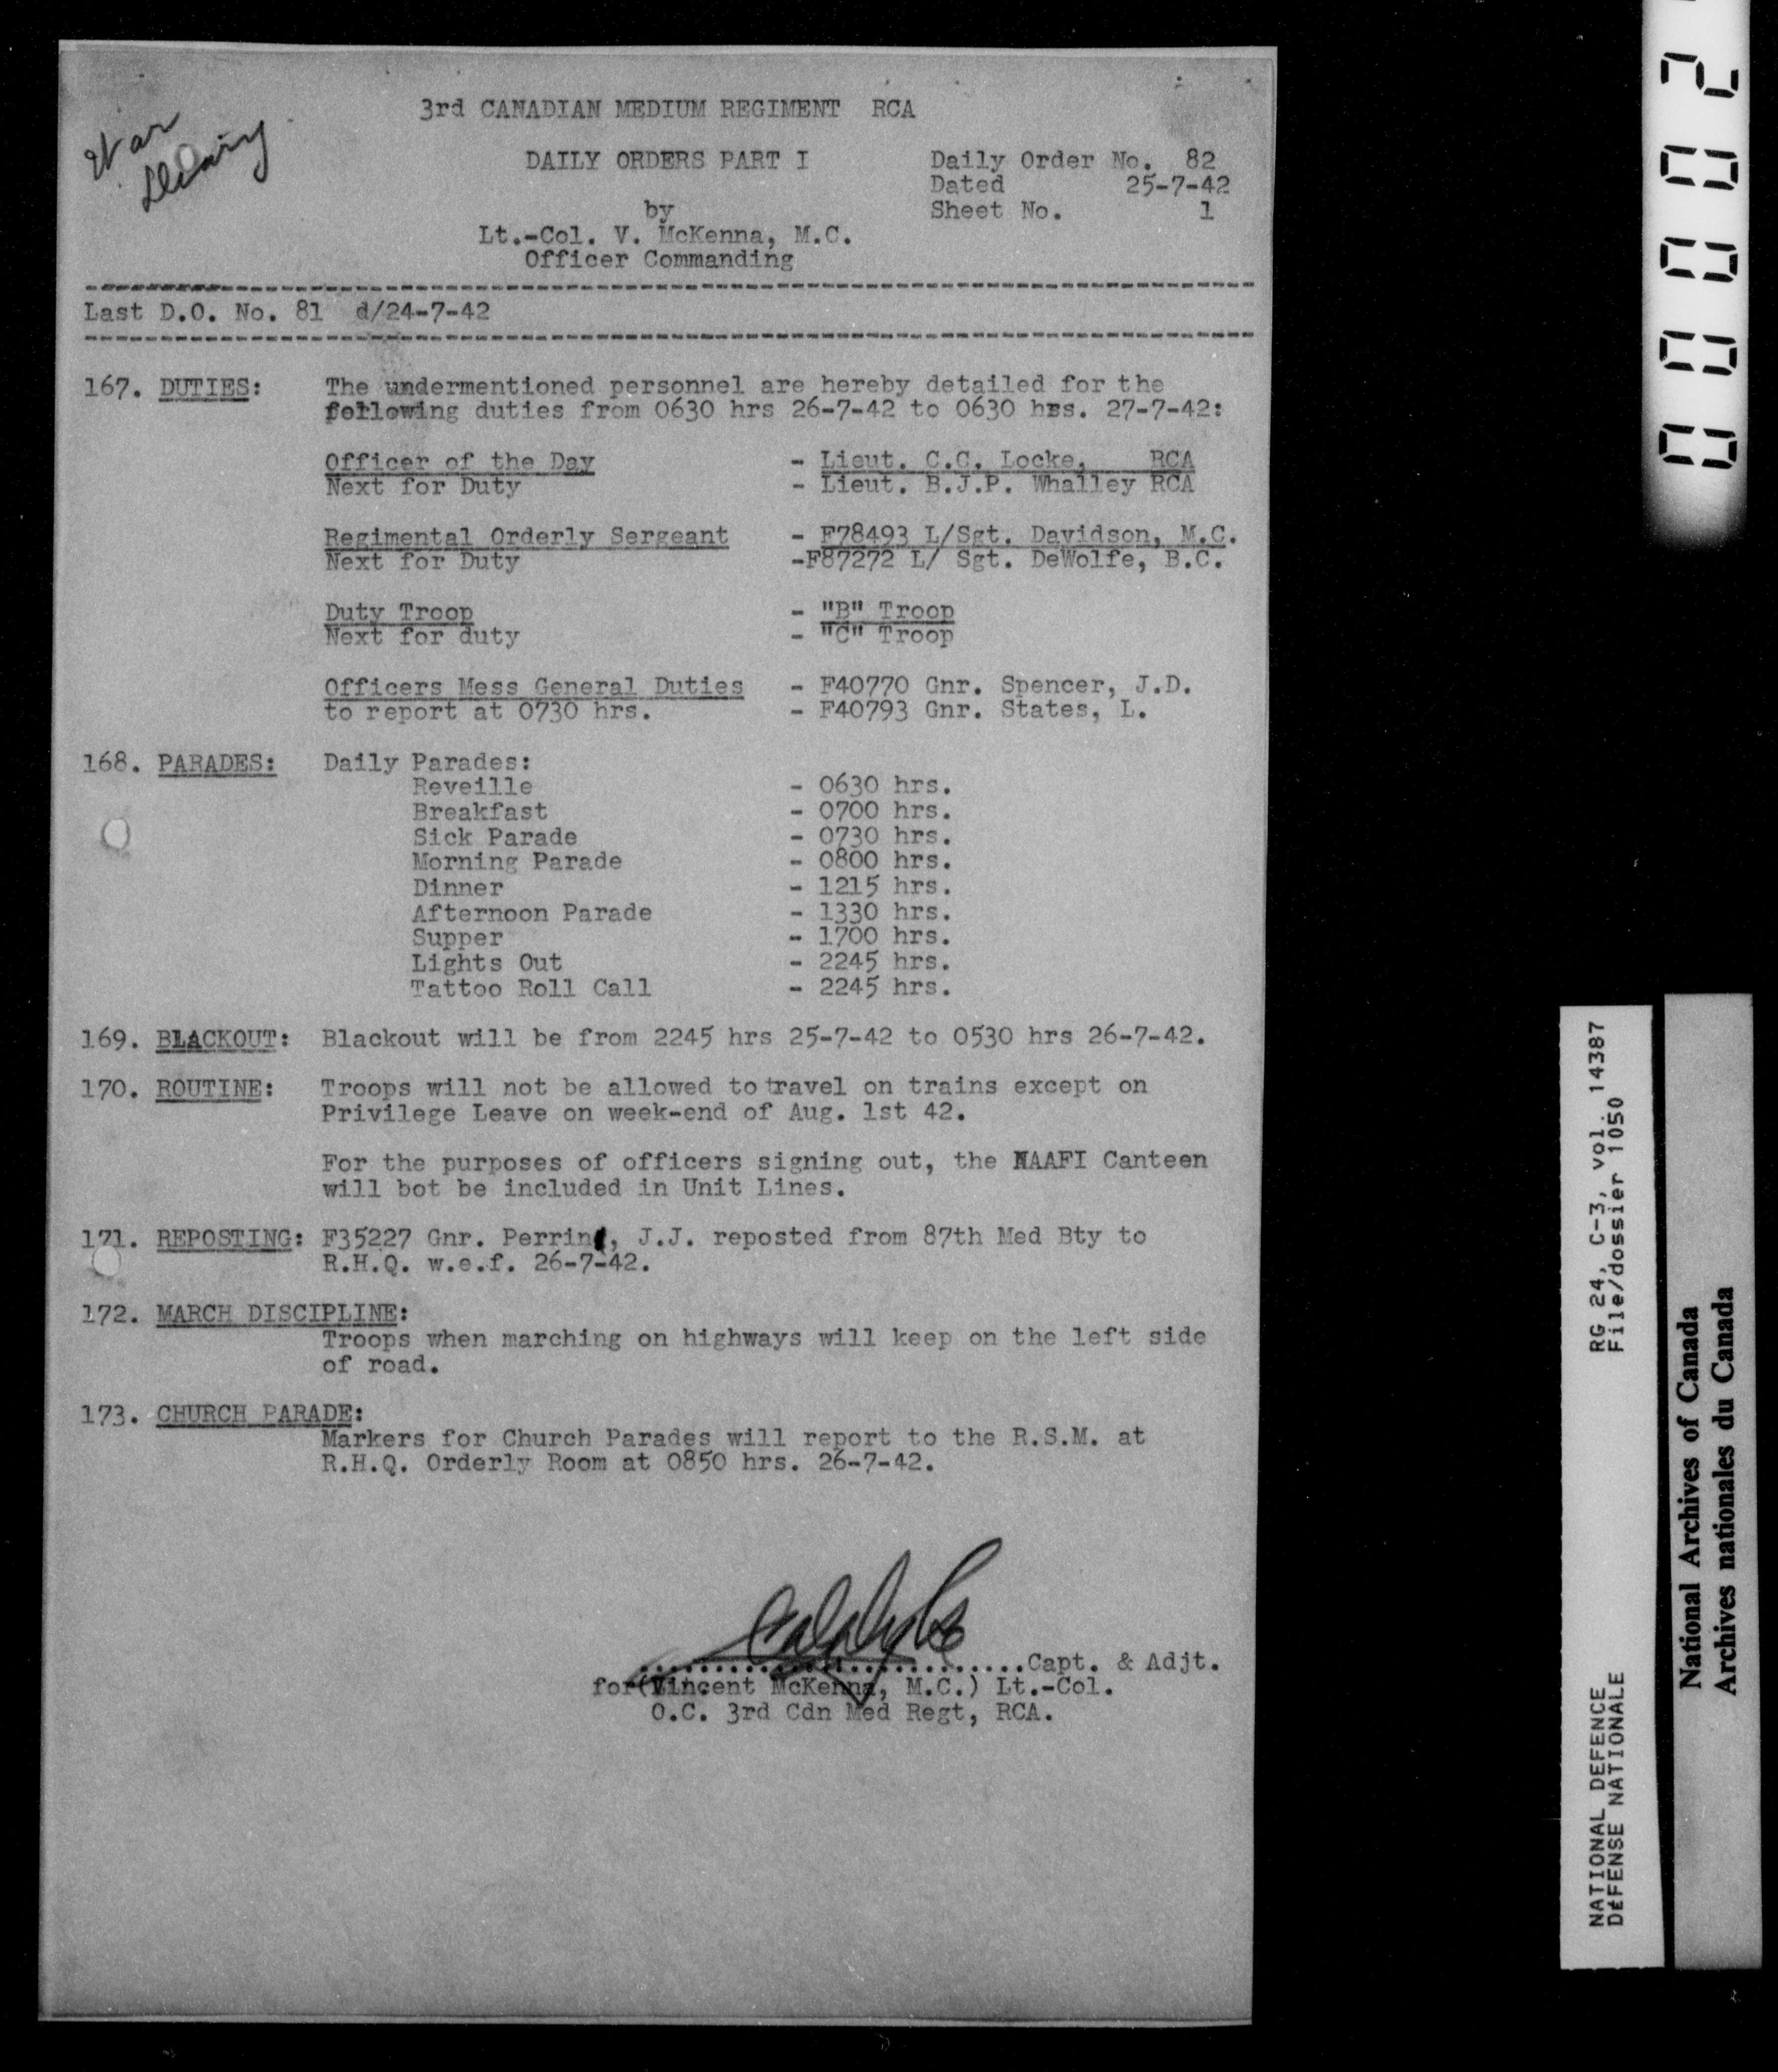 War
Diary
3rd CANADIAN MEDIUM REGIMENT RCA
DAILY ORDERS PART I
Daily Order No. 82
Dated 25-7-42
Sheet No. 1
by
Lt.-Col. V. McKenna, M.C.
Officer Commanding
Last D.O. No. 81 d/24-7-42
167. DUTIES: The undermentioned personnel are hereby detailed for the
following duties from 0630 hrs 26-7-42 to 0630 hrs. 27-7-42:
Officer of the Day - Lieut. C.C. Locke, RCA
Next for Duty - Lieut. B.J.P. Whalley RCA
Regimental Orderly Sergeant - F78493 L/Sgt. Davidson, M.C.
Next for Duty -F87272 L/ Sgt. DeWolfe, B.C.
Duty Troop - "B" Troop
Next for duty - "C" Troop
Officers Mess General Duties - F40770 Gnr. Spencer, J.D.
to report at 0730 hrs. - F40793 Gnr. States, L.
168. PARADES: Daily Parades:
Reveille - 0630 hrs.
Breakfast - 0700 hrs.
Sick Parade - 0730 hrs.
Morning Parade - 0800 hrs.
Dinner - 1215 hrs.
Afternoon Parade - 1330 hrs.
Supper - 1700 hrs.
Lights Out - 2245 hrs.
Tattoo Roll Call - 2245 hrs.
169. BLACKOUT: Blackout will be from 2245 hrs 25-7-42 to 0530 hrs 26-7-42.
170. ROUTINE: Troops will not be allowed to travel on trains except on
Privilege Leave on week-end of Aug. 1st 42.
For the purposes of officers signing out, the NAAFI Canteen
will bot be included in Unit Lines.
171. REPOSTING: F35227 Gnr. Perrin, J.J. reposted from 87th Med Bty to
R.H.Q. w.e.f. 26-7-42.
172. MARCH DISCIPLINE:
Troops when marching on highways will keep on the left side
of road.
173. CHURCH PARADE:
Markers for Church Parades will report to the R.S.M. at
R.H.Q. Orderly Room at 0850 hrs. 26-7-42.
..........................Capt. & Adjt.
for(Vincent McKenna, M.C.) Lt.-Col.
O.C. 3rd Cdn Med Regt, RCA.
00002
RG 24, C-3, vol. 14387
File/dossier 1050
NATIONAL DEFENCE
DEFENSE NATIONALE
National Archives of Canada
Archives nationales du Canada